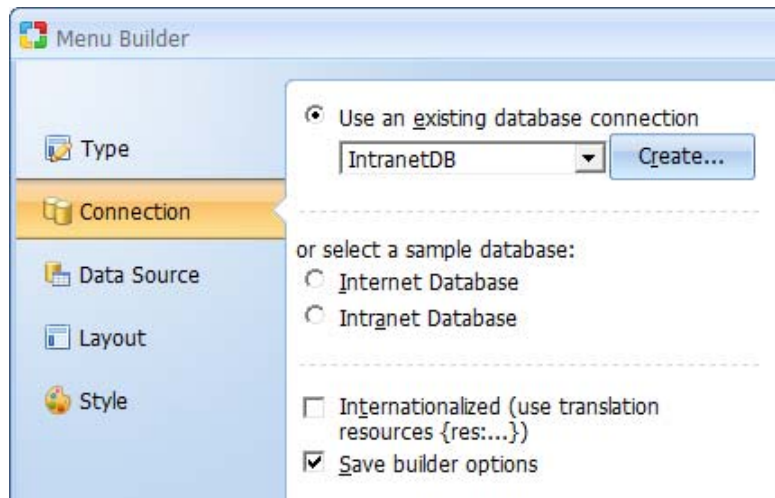 Menu Builder
Type
Connection
Data Source
Layout
Style
Use an existing database connection
IntranetDB
Create...
or select a sample database:
Internet Database
Intranet Database
Internationalized (use translation
resources {res:...})
Save builder options